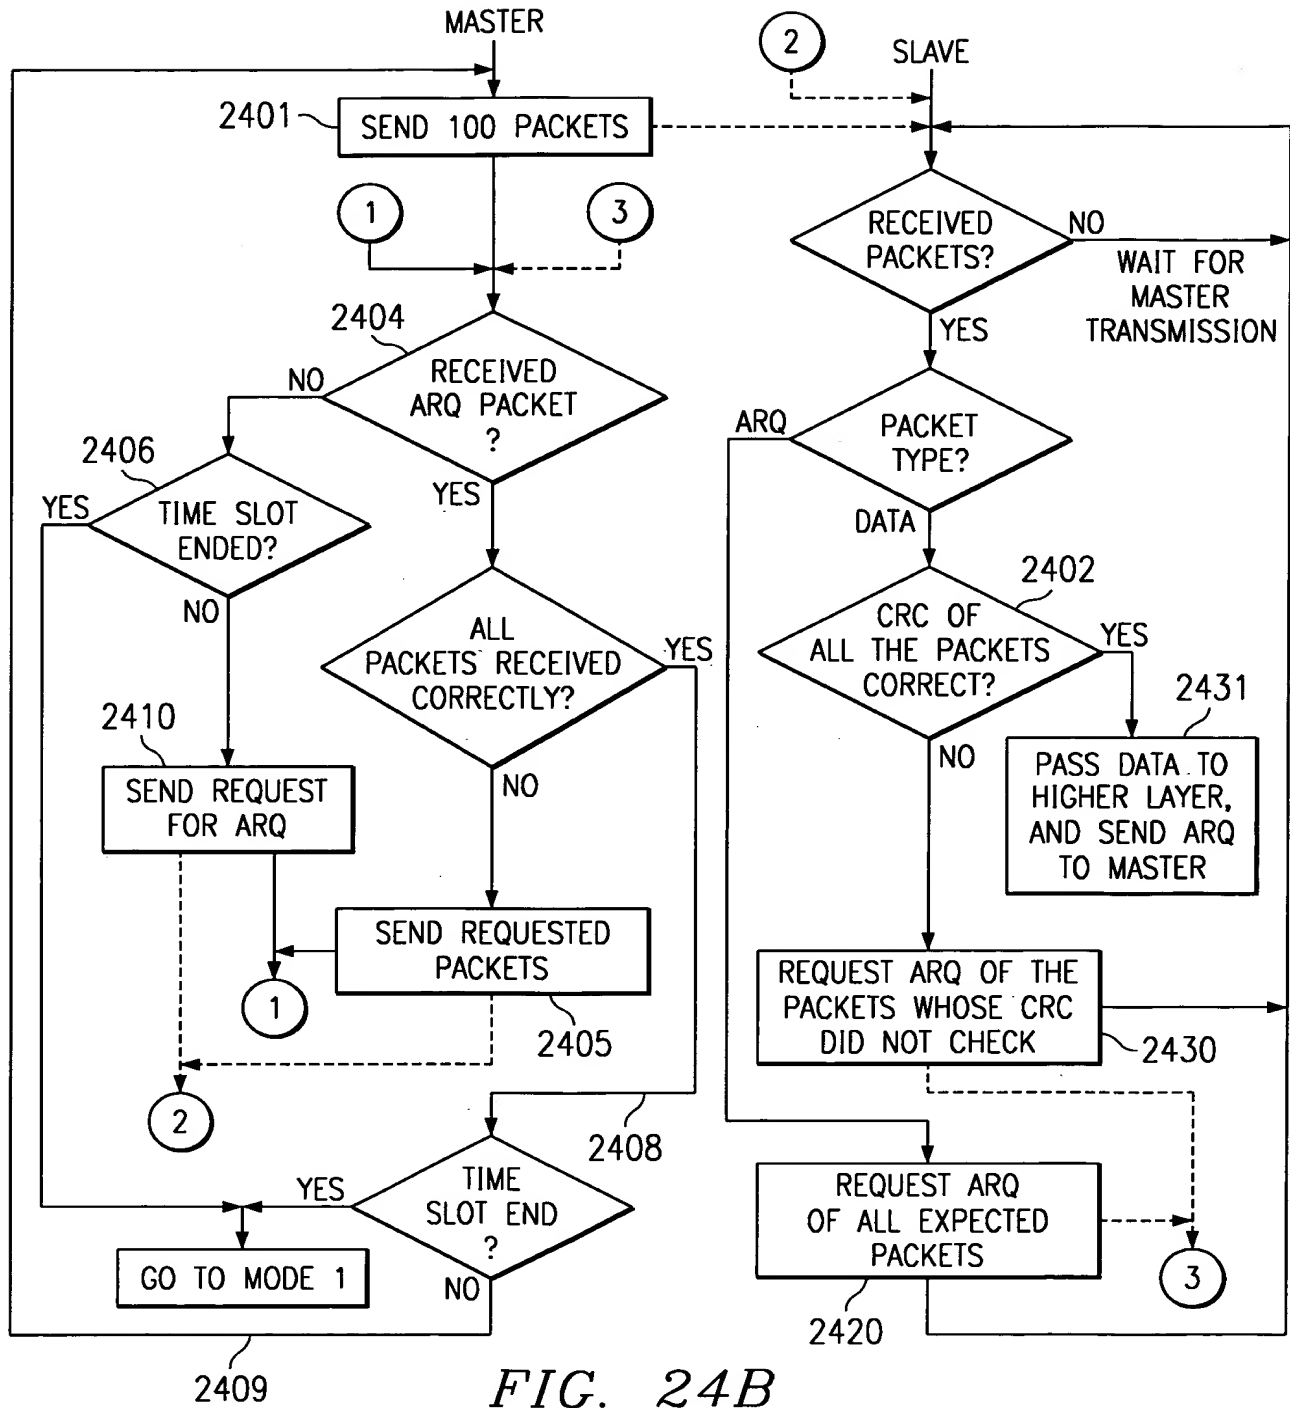 MASTER
2401
SEND 100 PACKETS
1
3
2404
RECEIVED
ARQ PACKET
?
NO
YES
2406
TIME SLOT
ENDED?
YES
NO
ALL
PACKETS RECEIVED
CORRECTLY?
YES
NO
2410
SEND REQUEST
FOR ARQ
SEND REQUESTED
PACKETS
2405
1
2
2408
TIME
SLOT END
?
YES
NO
GO TO MODE 1
2409
2
SLAVE
RECEIVED
PACKETS?
NO
WAIT FOR
MASTER
TRANSMISSION
YES
PACKET
TYPE?
ARQ
DATA
2402
CRC OF
ALL THE PACKETS
CORRECT?
YES
NO
2431
PASS DATA TO
HIGHER LAYER,
AND SEND ARQ
TO MASTER
REQUEST ARQ OF THE
PACKETS WHOSE CRC
DID NOT CHECK
2430
REQUEST ARQ
OF ALL EXPECTED
PACKETS
2420
3
FIG. 24B